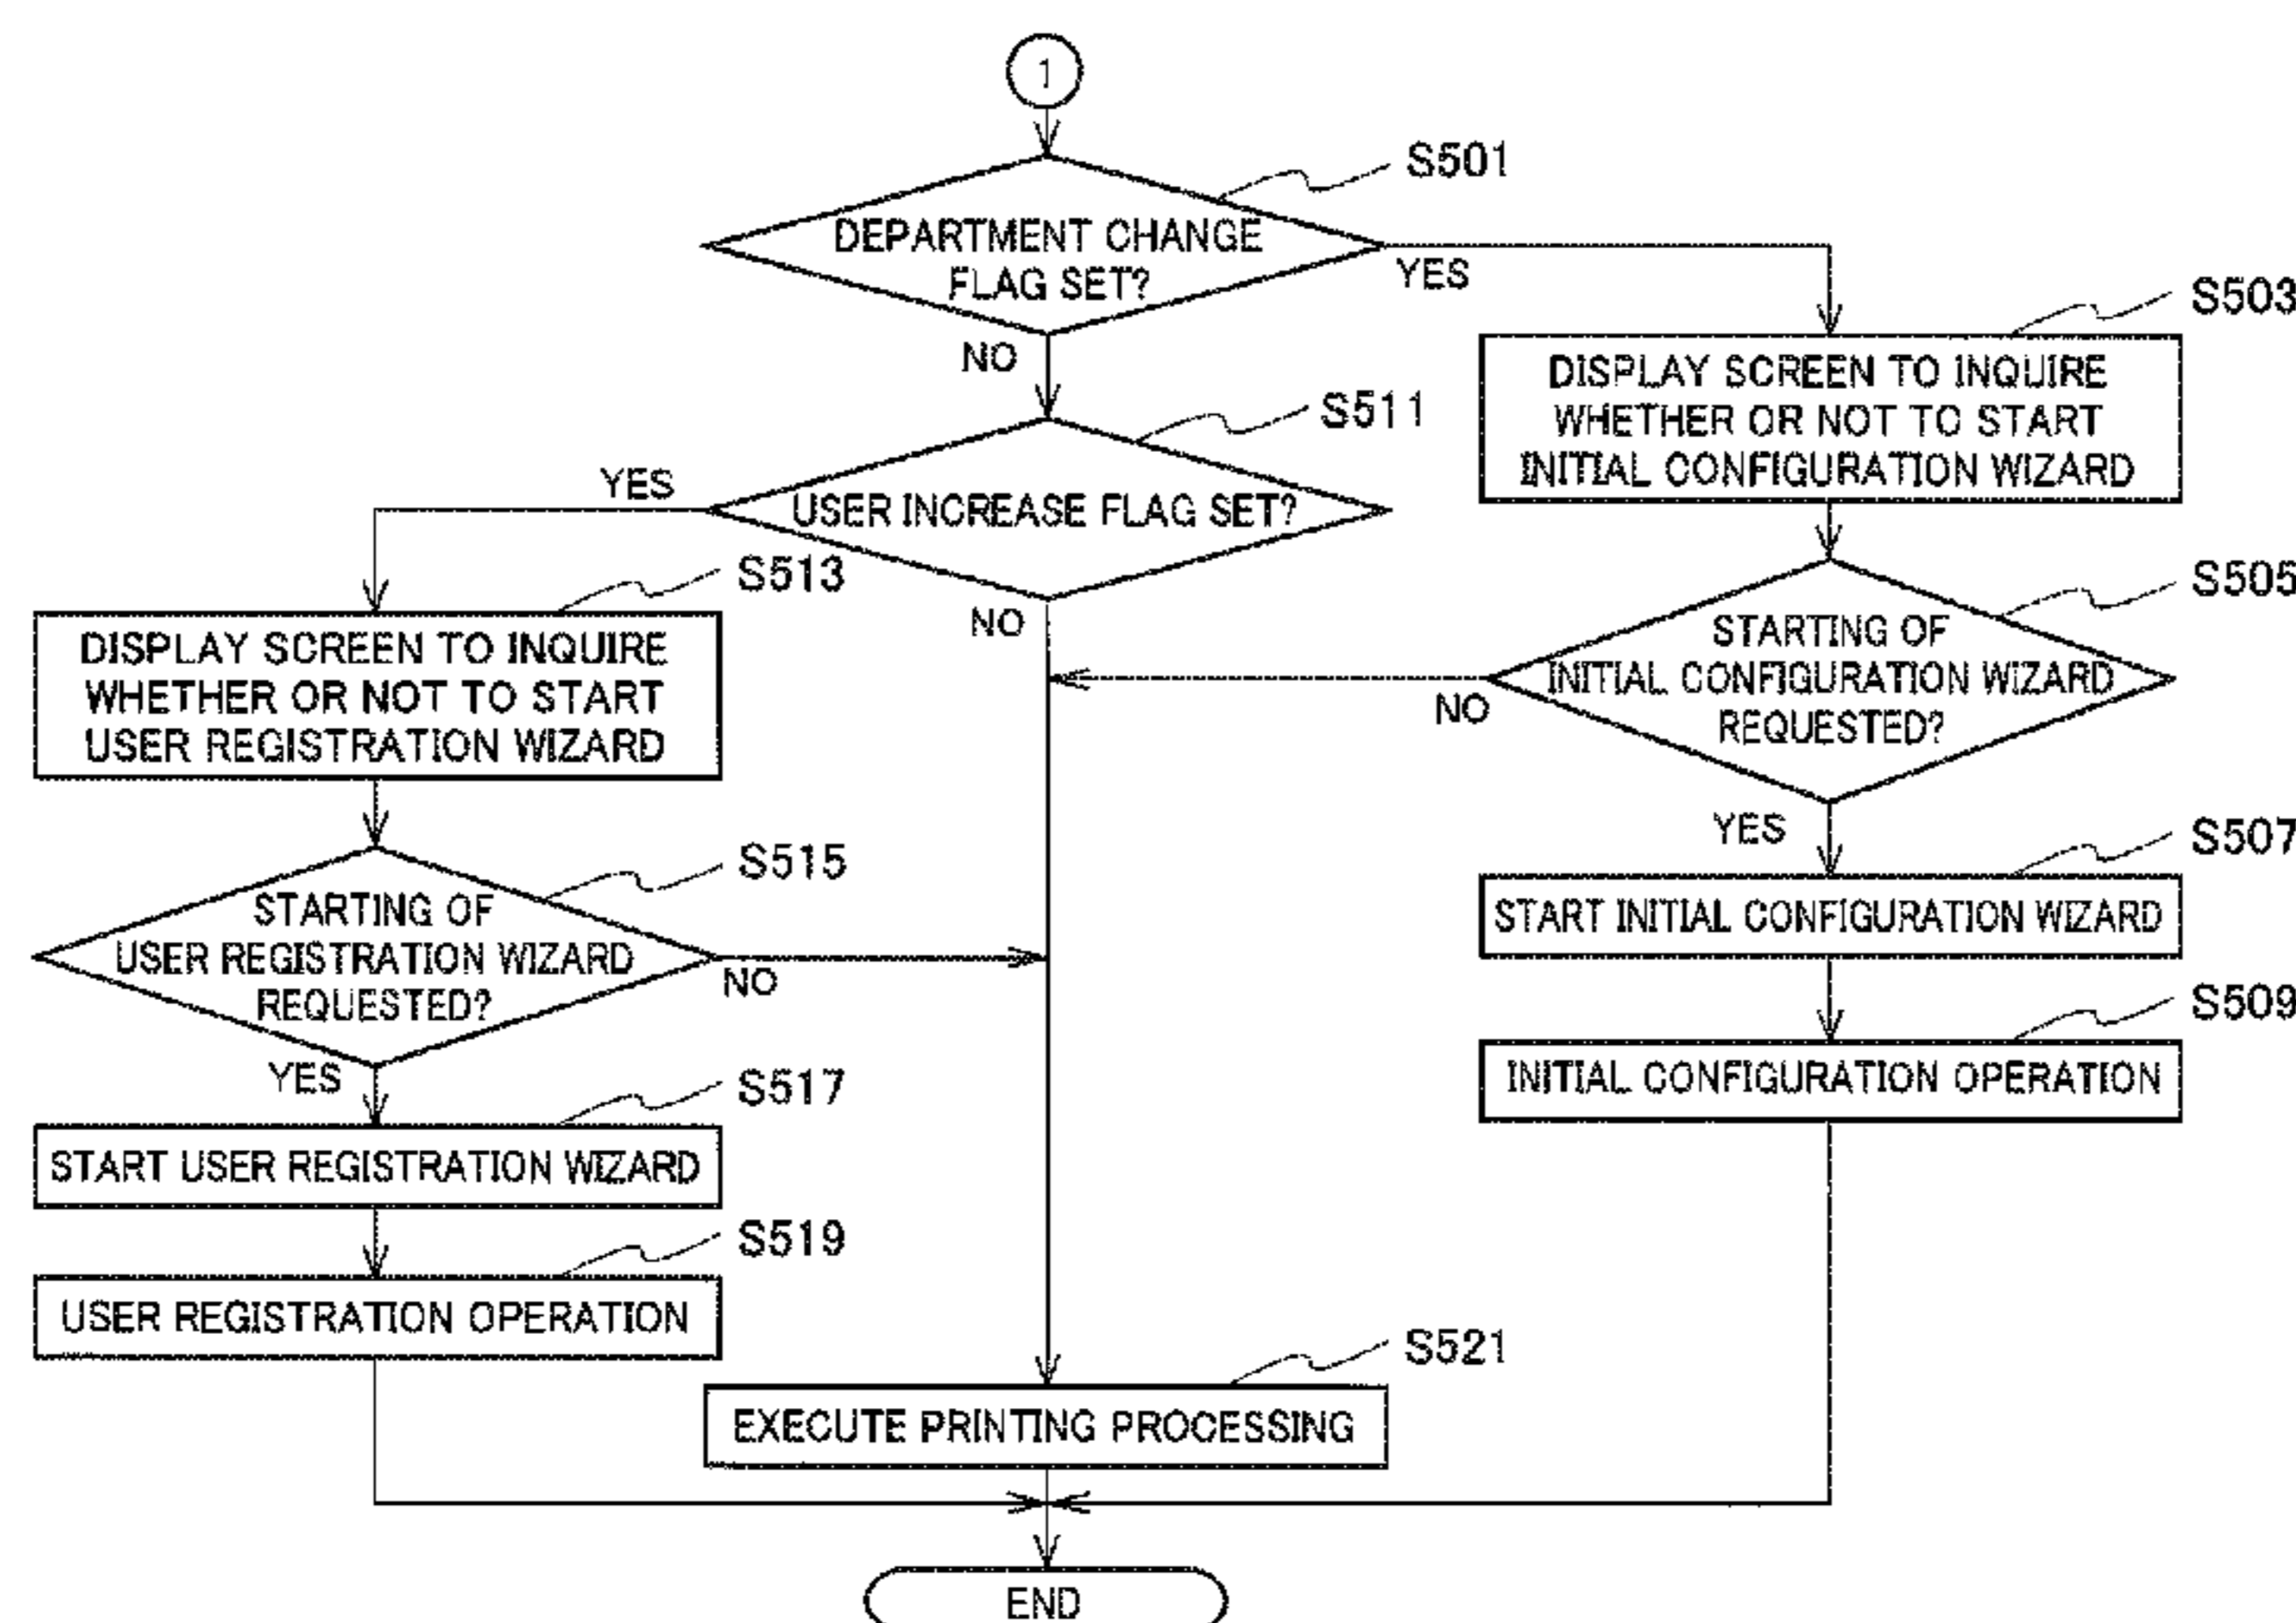 1
S501
DEPARTMENT CHANGE
FLAG SET?
YES
NO
S503
DISPLAY SCREEN TO INQUIRE
WHETHER OR NOT TO START
INITIAL CONFIGURATION WIZARD
S511
USER INCREASE FLAG SET?
YES
NO
S505
STARTING OF
INITIAL CONFIGURATION WIZARD
REQUESTED?
NO
YES
S513
DISPLAY SCREEN TO INQUIRE
WHETHER OR NOT TO START
USER REGISTRATION WIZARD
S507
START INITIAL CONFIGURATION WIZARD
S515
STARTING OF
USER REGISTRATION WIZARD
REQUESTED?
NO
YES
S509
INITIAL CONFIGURATION OPERATION
S517
START USER REGISTRATION WIZARD
S519
USER REGISTRATION OPERATION
S521
EXECUTE PRINTING PROCESSING
END